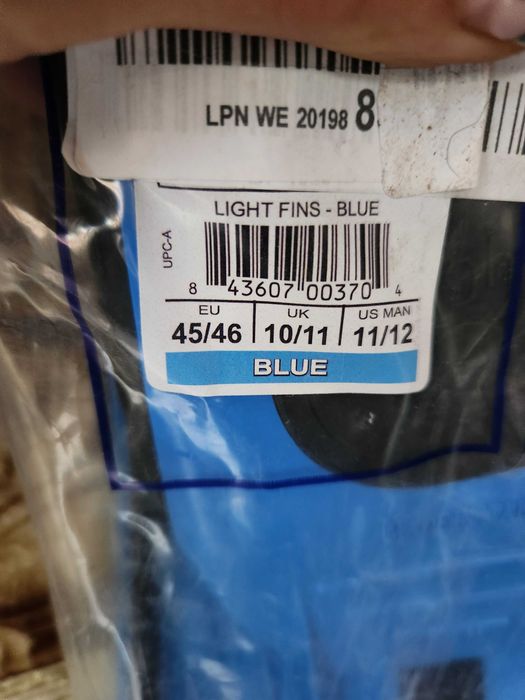 LPN WE 20198 8
LIGHT FINS - BLUE
UPC-A
8 43607 00370 4
EU UK US MAN
45/46 10/11 11/12
BLUE